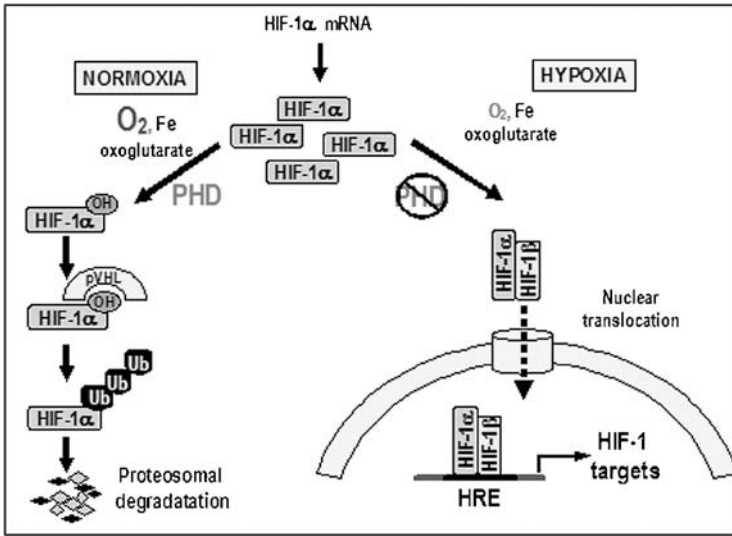 HIF-1α mRNA
NORMOXIA
HYPOXIA
O2, Fe
oxoglutarate
HIF-1α
HIF-1α
HIF-1α
HIF-1α
O2, Fe
oxoglutarate
PHD
PHD
OH
HIF-1α
pVHL
OH
HIF-1α
Ub
Ub
Ub
HIF-1α
Proteosomal
degradatation
HIF-1α
HIF-1β
Nuclear
translocation
HIF-1α
HIF-1β
HRE
HIF-1
targets